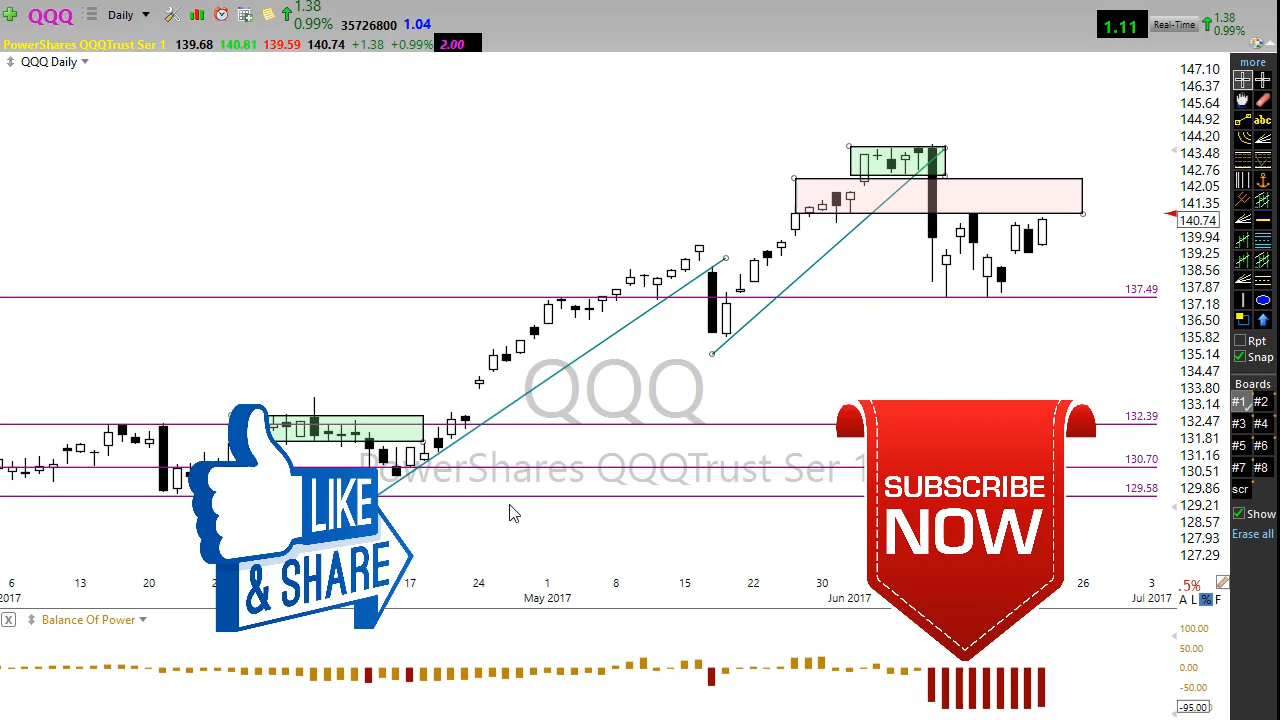 QQQ Daily 1.38 0.99% 35726800 1.04 1.11 Real-Time 1.38 0.99%
PowerShares QQQTrust Ser 1 139.68 140.81 139.59 140.74 +1.38 +0.99% 2.00
QQQ Daily
more
147.10
146.37
145.64
144.92
144.20
143.48
142.76
142.05
141.35
140.74
139.94
139.25
138.56
137.87
137.18
136.50
135.82
135.14
134.47
133.80
133.14
132.47
131.81
131.16
130.51
129.86
129.21
128.57
127.93
127.29
137.49
132.39
130.70
129.58
QQQ
PowerShares QQQTrust Ser 1
LIKE
& SHARE
SUBSCRIBE
NOW
abc
Rpt
Snap
Boards
#1 #2
#3 #4
#5 #6
#7 #8
scr
Show
Erase all
6 13 20 17 24 1 8 15 22 30 26 3
2017 May 2017 Jun 2017 Jul 2017
.5%
A L % F
X Balance Of Power
100.00
50.00
0.00
-50.00
-95.00